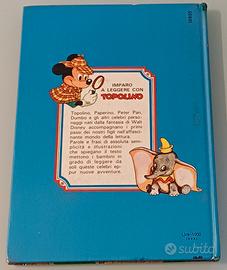 IMPARO
A LEGGERE CON
TOPOLINO
Topolino, Paperino, Peter Pan,
Dumbo e gli altri celebri perso-
naggi nati dalla fantasia di Walt
Disney accompagnano i primi
passi dei nostri figli nell'affasci-
nante mondo della lettura.
Parole e frasi di assoluta sem-
plicità e illustrazioni
che spiegano il testo
mettono i bambini in
grado di leggere da
soli queste celebri ep-
pur nuove avventure.
Lire
subito